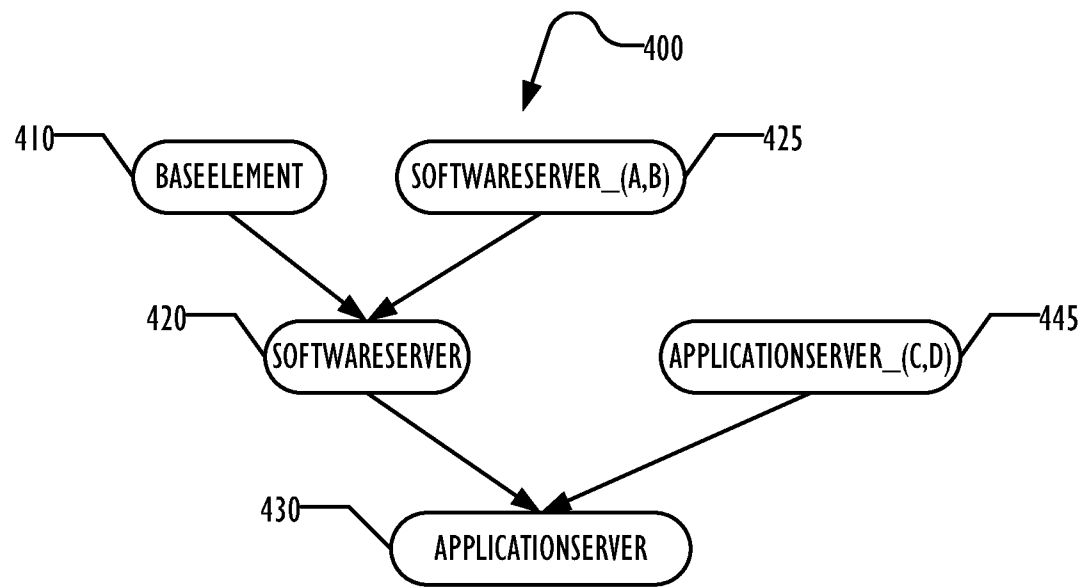 400
410
BASEELEMENT
SOFTWARESERVER_(A,B)
425
420
SOFTWARESERVER
APPLICATIONSERVER_(C,D)
445
430
APPLICATIONSERVER